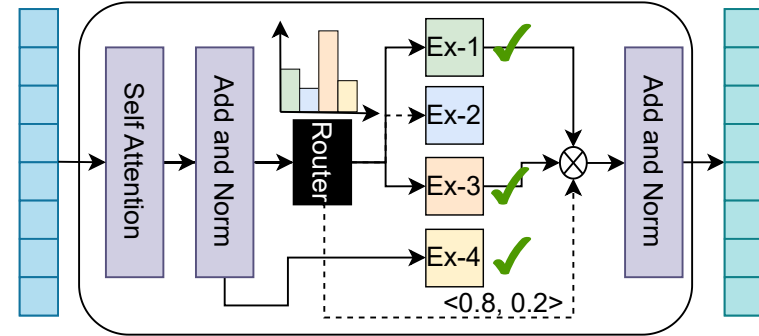 Self Attention
Add and Norm
Router
Ex-1
Ex-2
Ex-3
Ex-4
<0.8, 0.2>
Add and Norm